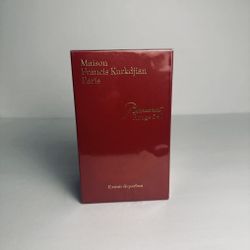 Maison
Francis Kurkdjian
Paris
Baccarat
Rouge 540
Extrait de parfum